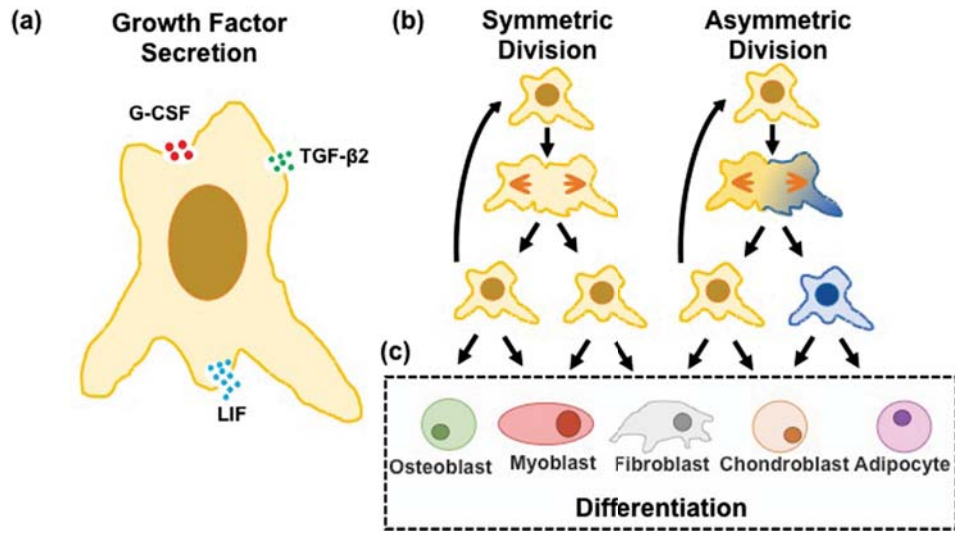 (a)
Growth Factor
Secretion
G-CSF
TGF-β2
LIF
(b)
Symmetric
Division
Asymmetric
Division
(c)
Osteoblast Myoblast Fibroblast Chondroblast Adipocyte
Differentiation